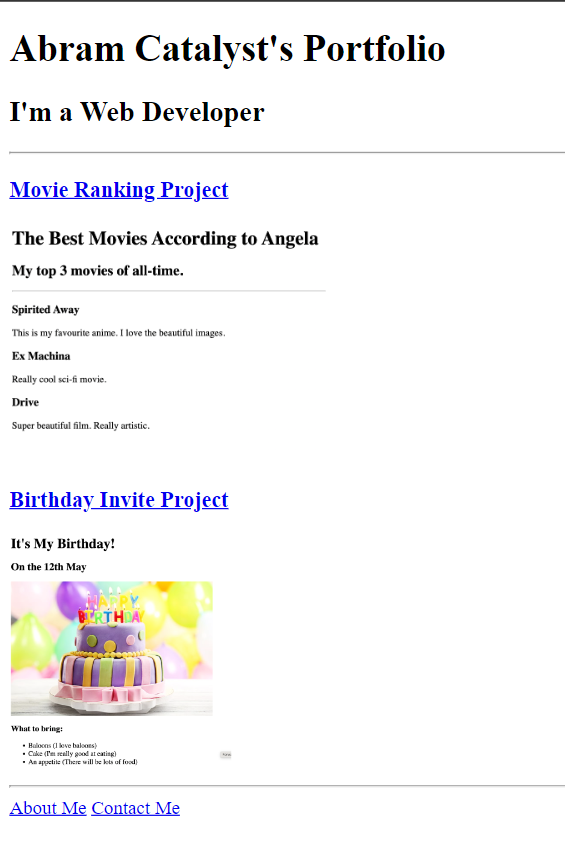 Abram Catalyst's Portfolio
I'm a Web Developer
Movie Ranking Project
The Best Movies According to Angela
My top 3 movies of all-time.
Spirited Away
This is my favourite anime. I love the beautiful images.
Ex Machina
Really cool sci-fi movie.
Drive
Super beautiful film. Really artistic.
Birthday Invite Project
It's My Birthday!
On the 12th May
HAPPY
BIRTHDAY
What to bring:
Baloons (I love baloons)
Cake (I'm really good at eating)
An appetite (There will be lots of food)
About Me Contact Me